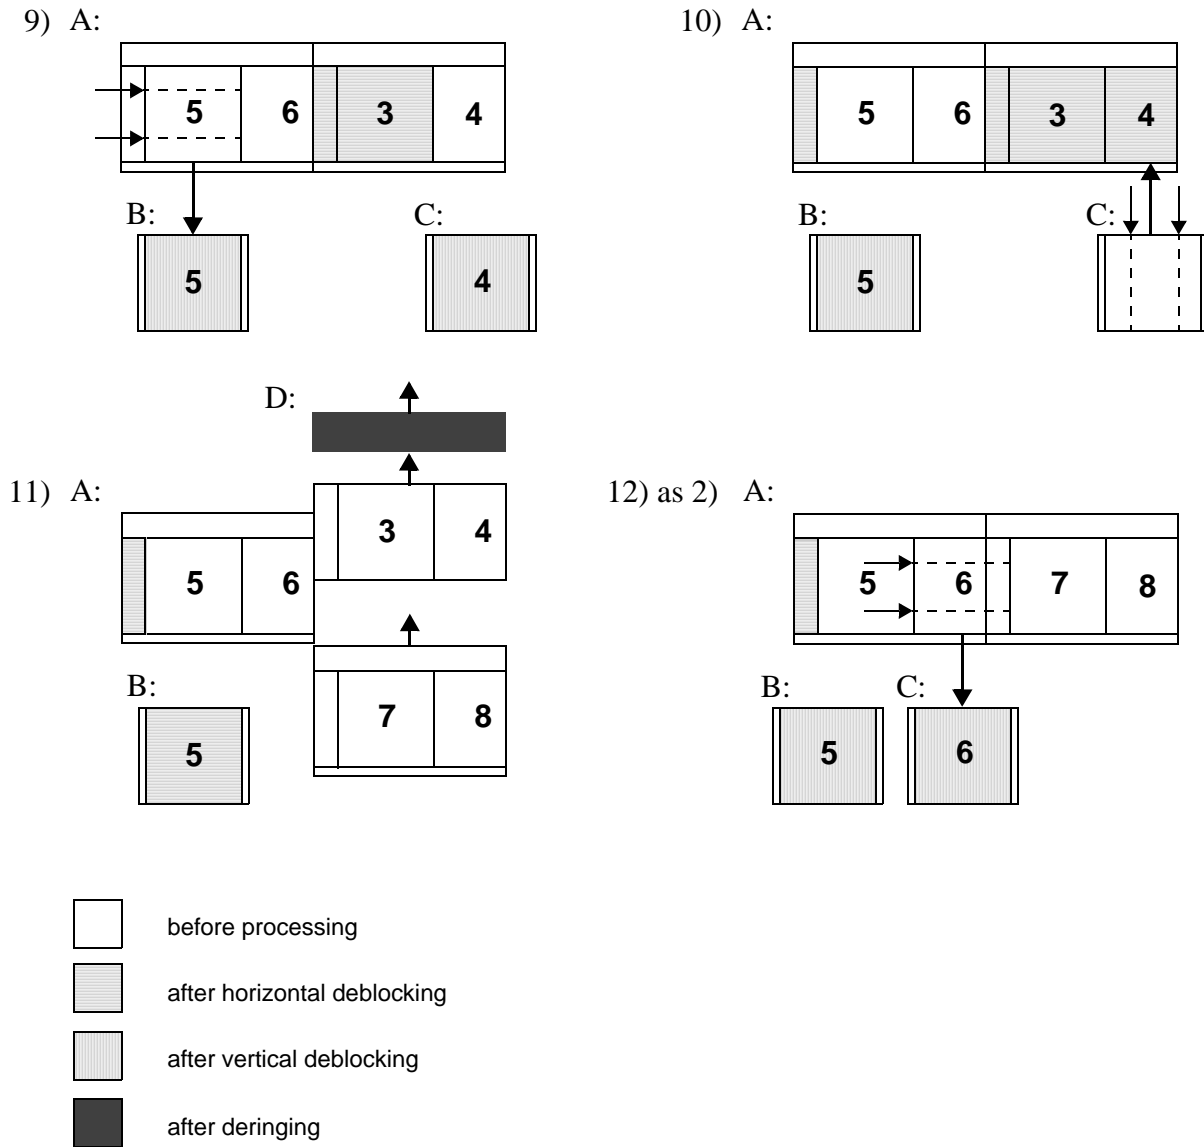 9) A:
5 6 3 4
B: C:
5 4
10) A:
5 6 3 4
B: C:
5
D:
11) A:
3 4
5 6
B:
7 8
5
12) as 2) A:
5 6 7 8
B: C:
5 6
before processing
after horizontal deblocking
after vertical deblocking
after deringing